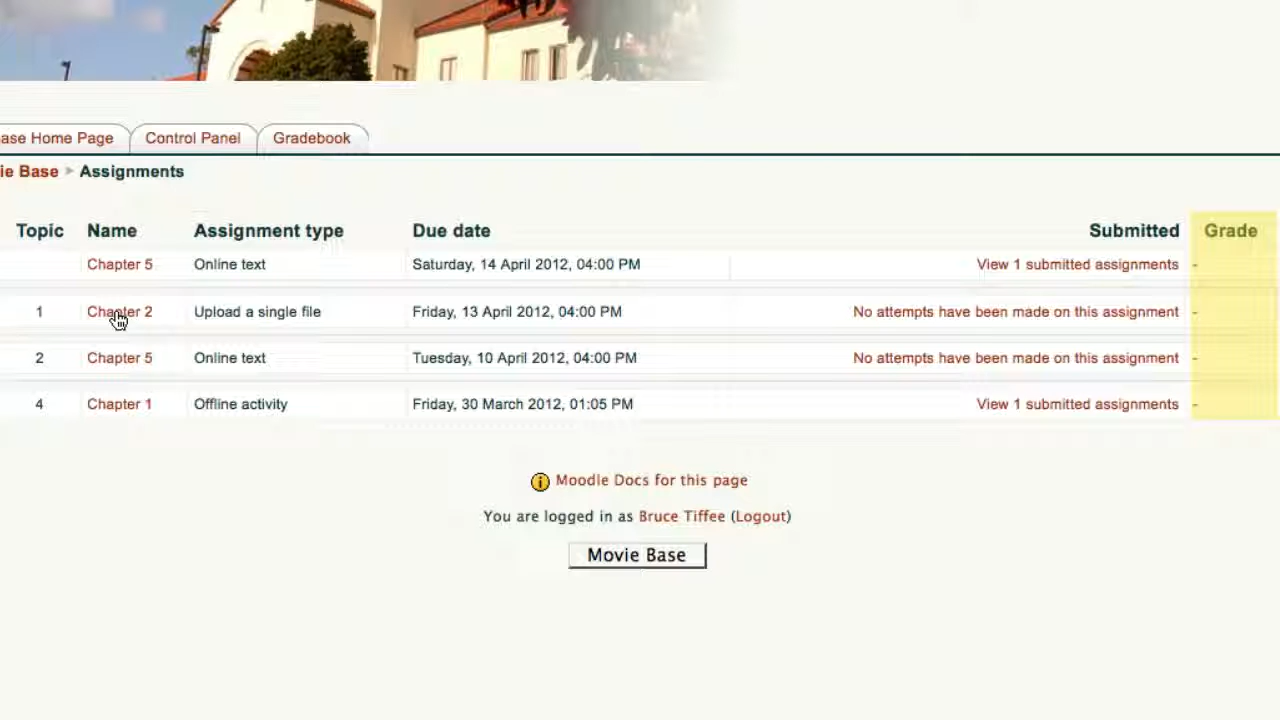 ase Home Page Control Panel Gradebook
ie Base Assignments
Topic Name Assignment type Due date Submitted Grade
Chapter 5 Online text Saturday, 14 April 2012, 04:00 PM View 1 submitted assignments -
1 Chapter 2 Upload a single file Friday, 13 April 2012, 04:00 PM No attempts have been made on this assignment -
2 Chapter 5 Online text Tuesday, 10 April 2012, 04:00 PM No attempts have been made on this assignment -
4 Chapter 1 Offline activity Friday, 30 March 2012, 01:05 PM View 1 submitted assignments -
Moodle Docs for this page
You are logged in as Bruce Tiffee (Logout)
Movie Base